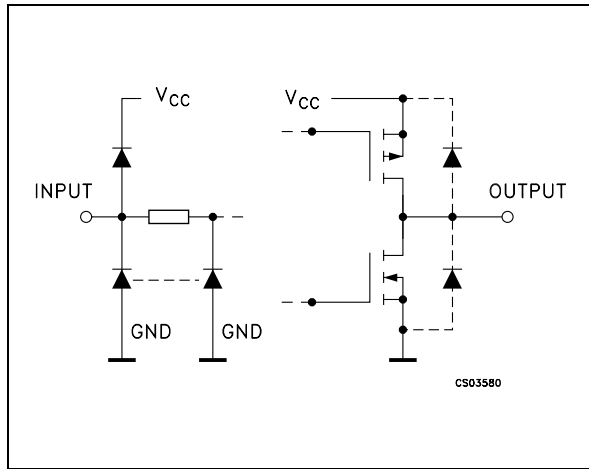 VCC
VCC
INPUT
OUTPUT
GND
GND
CS03580